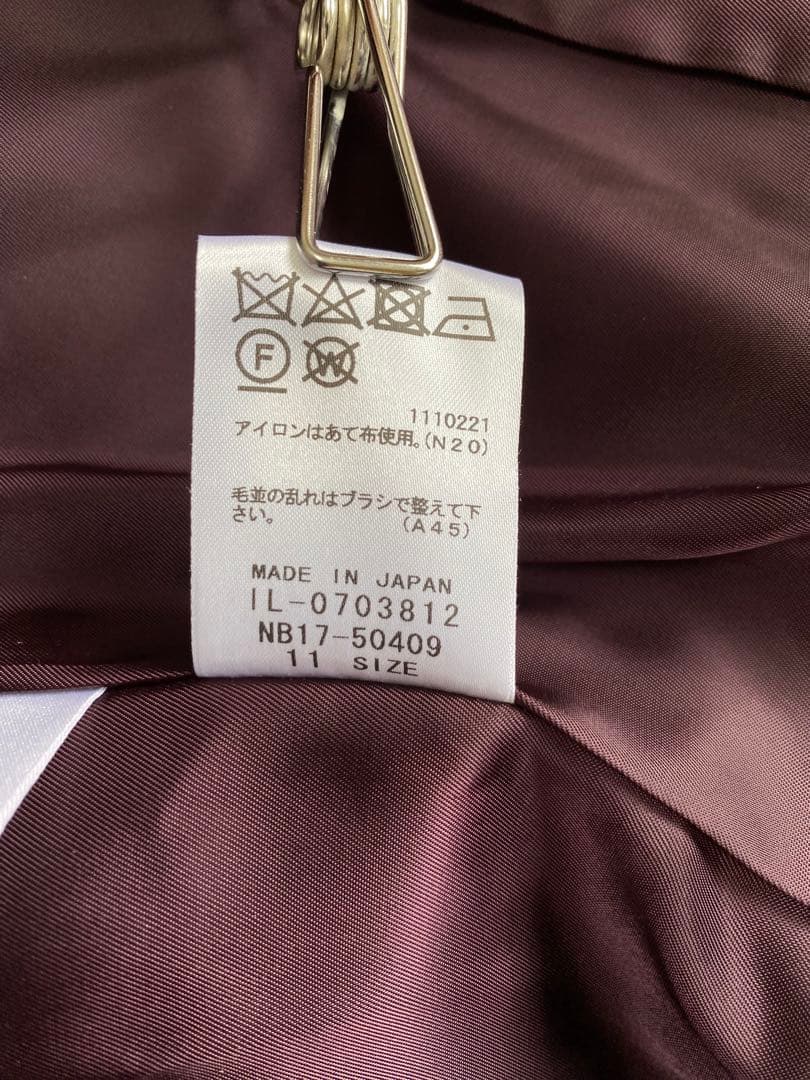 F
W
1110221
アイロンはあて布使用。(N20)
毛並の乱れはブラシで整えて下
さい。 (A45)
MADE IN JAPAN
IL-0703812
NB17-50409
11 SIZE